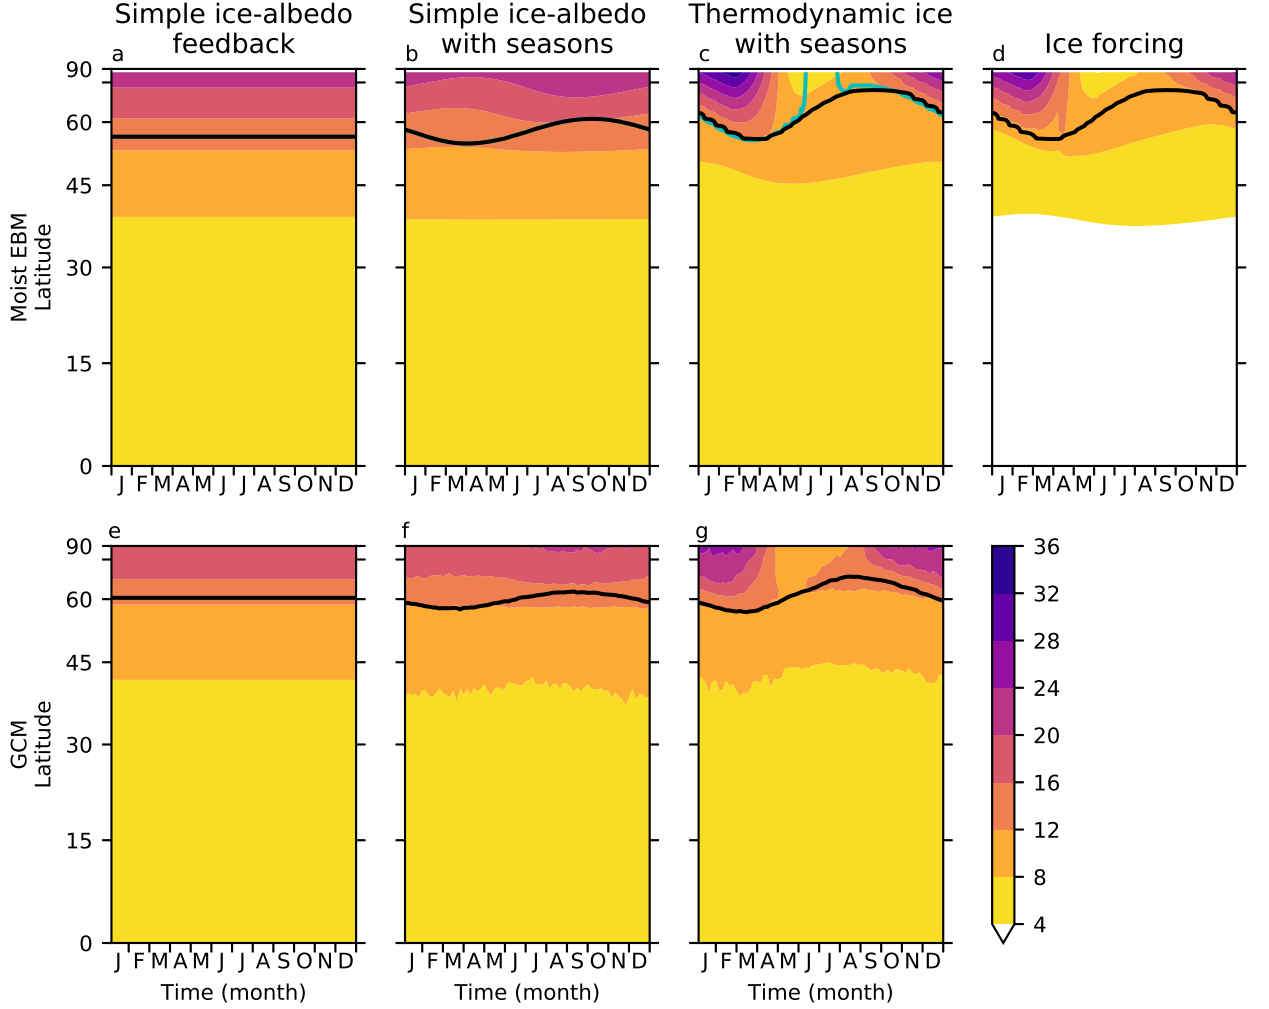 Simple ice-albedo
feedback
Simple ice-albedo
with seasons
Thermodynamic ice
with seasons
Ice forcing
a
b
c
d
90
60
45
30
15
0
Moist EBM
Latitude
J F M A M J J A S O N D
J F M A M J J A S O N D
J F M A M J J A S O N D
J F M A M J J A S O N D
e
f
g
90
60
45
30
15
0
GCM
Latitude
J F M A M J J A S O N D
J F M A M J J A S O N D
J F M A M J J A S O N D
Time (month)
Time (month)
Time (month)
36
32
28
24
20
16
12
8
4